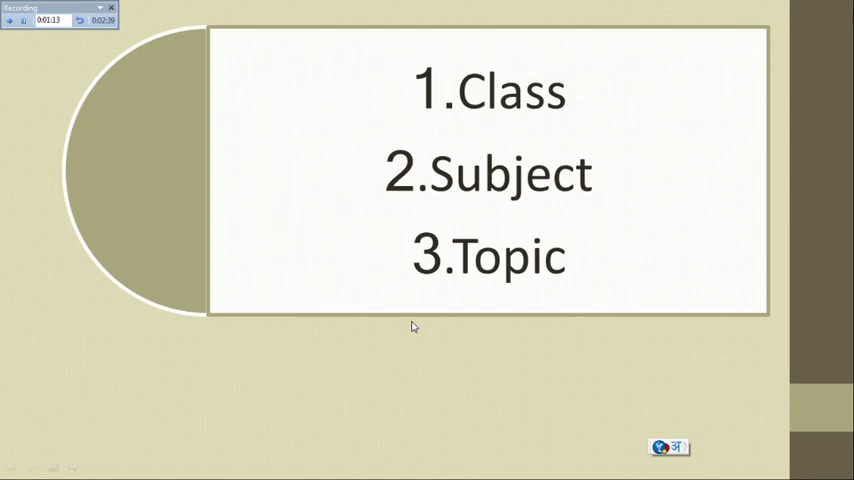 Recording
0:01:13
0:02:39
1.Class
2.Subject
3.Topic
अ